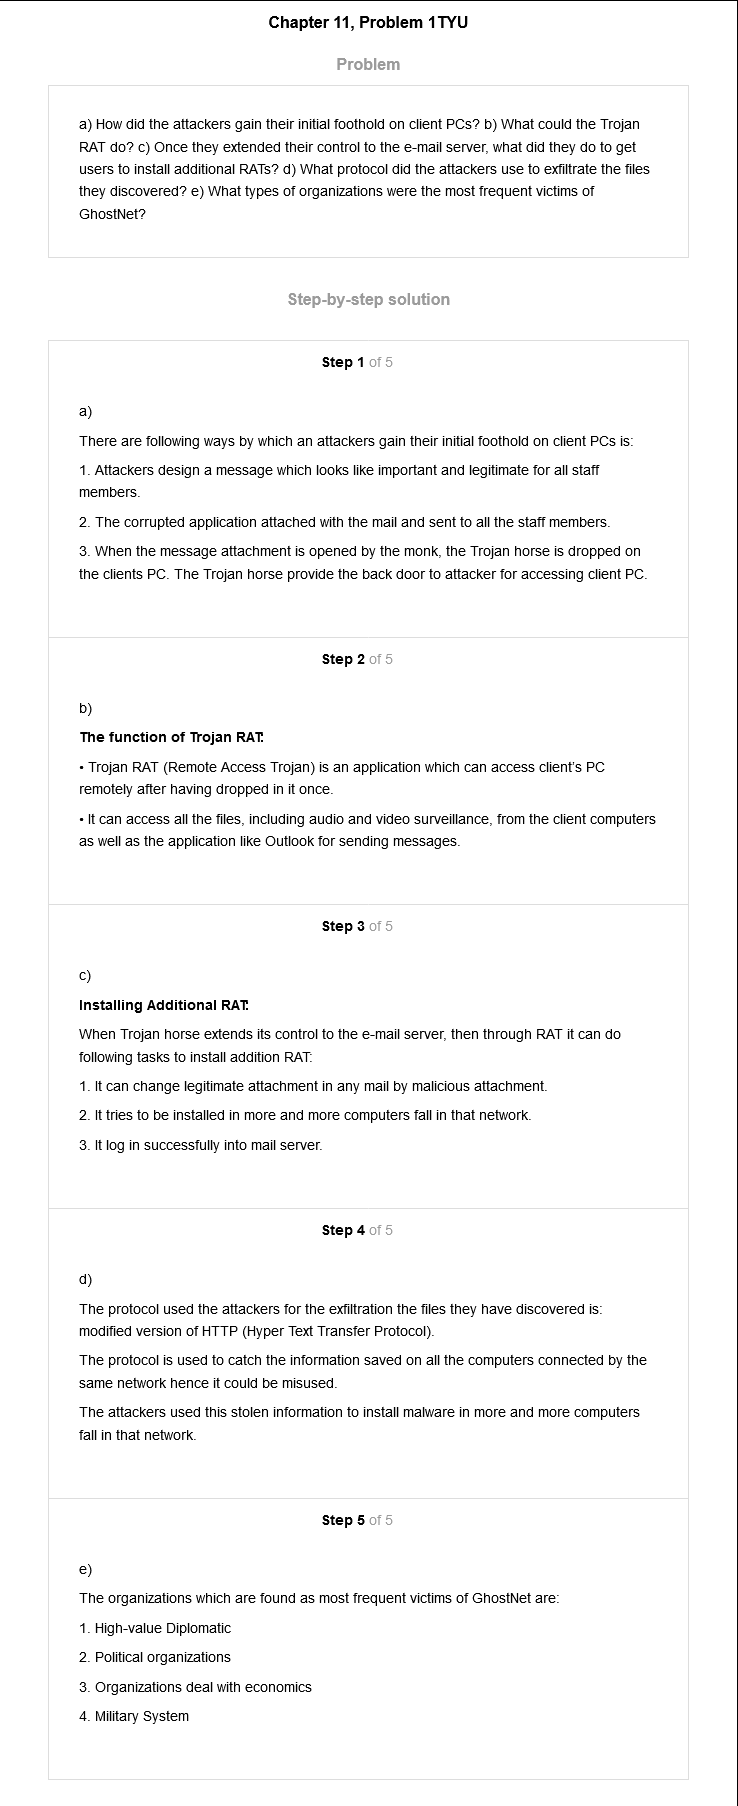 Chapter 11, Problem 1TYU
Problem
a) How did the attackers gain their initial foothold on client PCs? b) What could the Trojan
RAT do? c) Once they extended their control to the e-mail server, what did they do to get
users to install additional RATs? d) What protocol did the attackers use to exfiltrate the files
they discovered? e) What types of organizations were the most frequent victims of
GhostNet?
Step-by-step solution
Step 1 of 5
a)
There are following ways by which an attackers gain their initial foothold on client PCs is:
1. Attackers design a message which looks like important and legitimate for all staff
members.
2. The corrupted application attached with the mail and sent to all the staff members.
3. When the message attachment is opened by the monk, the Trojan horse is dropped on
the clients PC. The Trojan horse provide the back door to attacker for accessing client PC.
Step 2 of 5
b)
The function of Trojan RAT:
• Trojan RAT (Remote Access Trojan) is an application which can access client's PC
remotely after having dropped in it once.
• It can access all the files, including audio and video surveillance, from the client computers
as well as the application like Outlook for sending messages.
Step 3 of 5
c)
Installing Additional RAT:
When Trojan horse extends its control to the e-mail server, then through RAT it can do
following tasks to install addition RAT:
1. It can change legitimate attachment in any mail by malicious attachment.
2. It tries to be installed in more and more computers fall in that network.
3. It log in successfully into mail server.
Step 4 of 5
d)
The protocol used the attackers for the exfiltration the files they have discovered is:
modified version of HTTP (Hyper Text Transfer Protocol).
The protocol is used to catch the information saved on all the computers connected by the
same network hence it could be misused.
The attackers used this stolen information to install malware in more and more computers
fall in that network.
Step 5 of 5
e)
The organizations which are found as most frequent victims of GhostNet are:
1. High-value Diplomatic
2. Political organizations
3. Organizations deal with economics
4. Military System